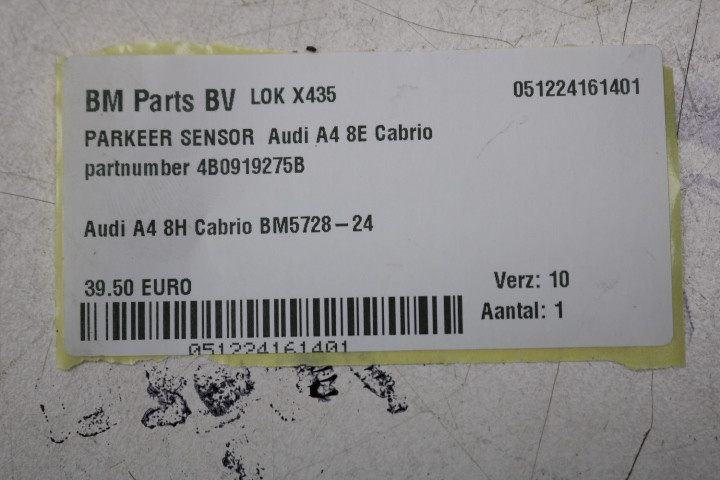 BM Parts BV LOK X435 051224161401
PARKEER SENSOR Audi A4 8E Cabrio
partnumber 4B0919275B
Audi A4 8H Cabrio BM5728-24
39.50 EURO Verz: 10
Aantal: 1
051224161401